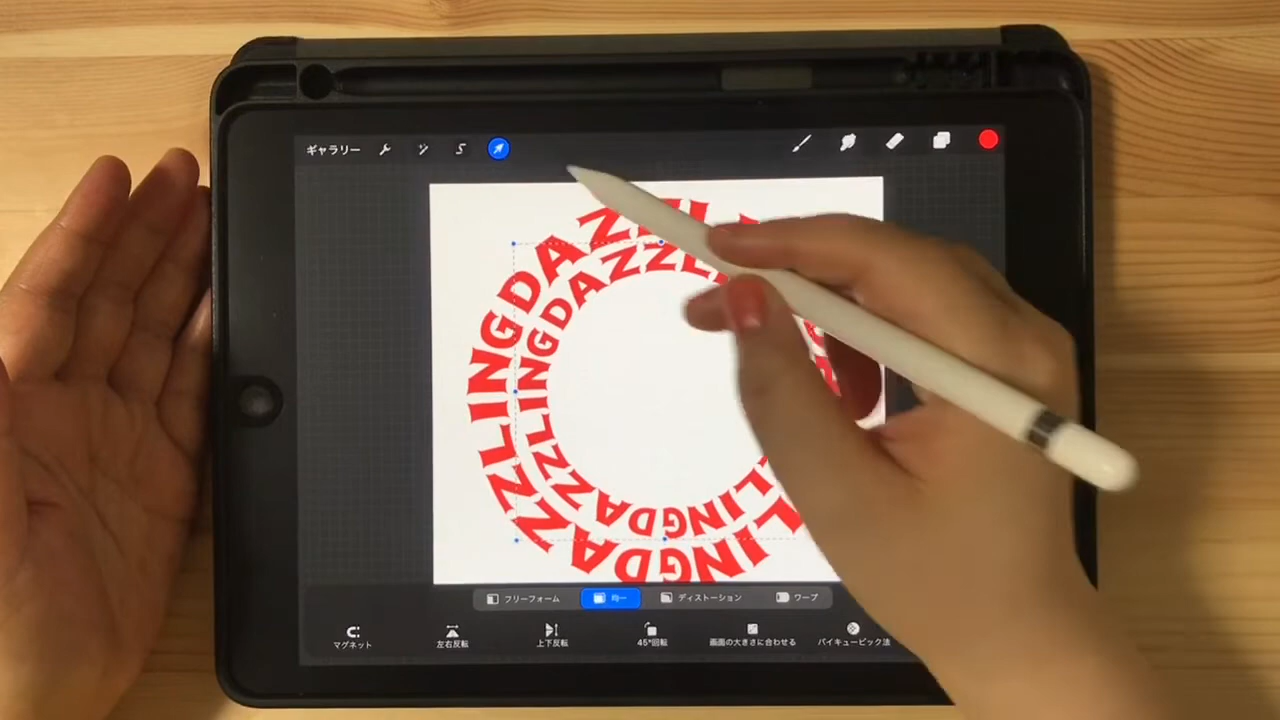 ギャラリー
DAZZLINGDAZZLINGDAZZLING
DAZZLINGDAZZLINGDAZZLING
フリーフォーム
均一
ディストーション
ワープ
マグネット
左右反転
上下反転
45°回転
画面の大きさに合わせる
バイキュービック法